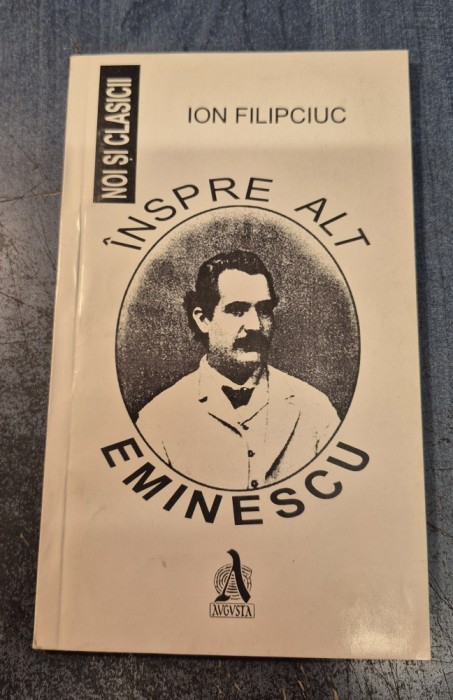 NOI ȘI CLASICII
ION FILIPCIUC
ÎNSPRE ALT
EMINESCU
A
AVGVSTA